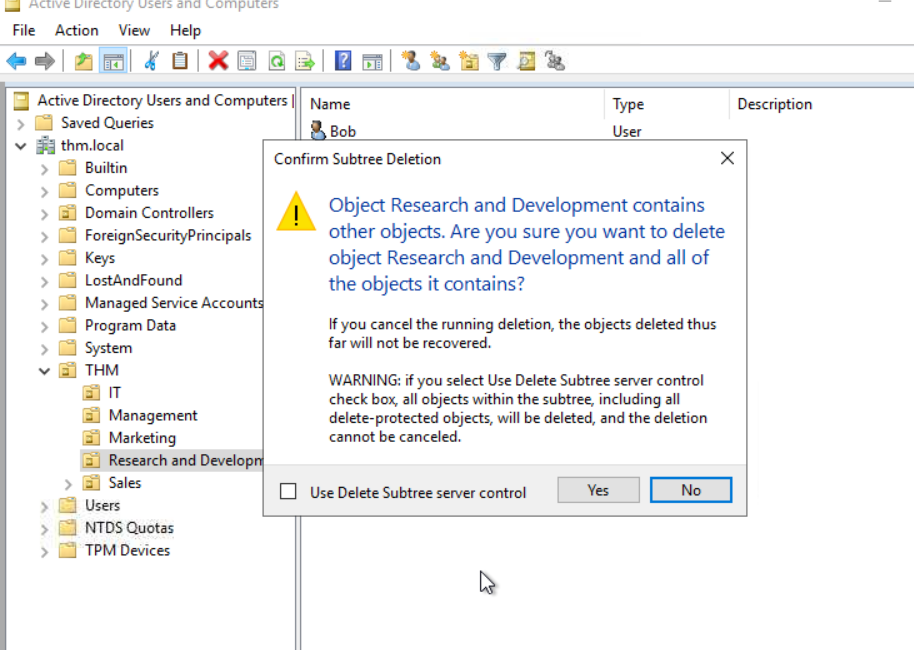 Active Directory Users and Computers
File Action View Help
Active Directory Users and Computers |
Saved Queries
thm.local
Builtin
Computers
Domain Controllers
ForeignSecurityPrincipals
Keys
LostAndFound
Managed Service Accounts
Program Data
System
THM
IT
Management
Marketing
Research and Developm
Sales
Users
NTDS Quotas
TPM Devices
Name Type Description
Bob User
Confirm Subtree Deletion
Object Research and Development contains
other objects. Are you sure you want to delete
object Research and Development and all of
the objects it contains?
If you cancel the running deletion, the objects deleted thus
far will not be recovered.
WARNING: if you select Use Delete Subtree server control
check box, all objects within the subtree, including all
delete-protected objects, will be deleted, and the deletion
cannot be canceled.
Use Delete Subtree server control Yes No